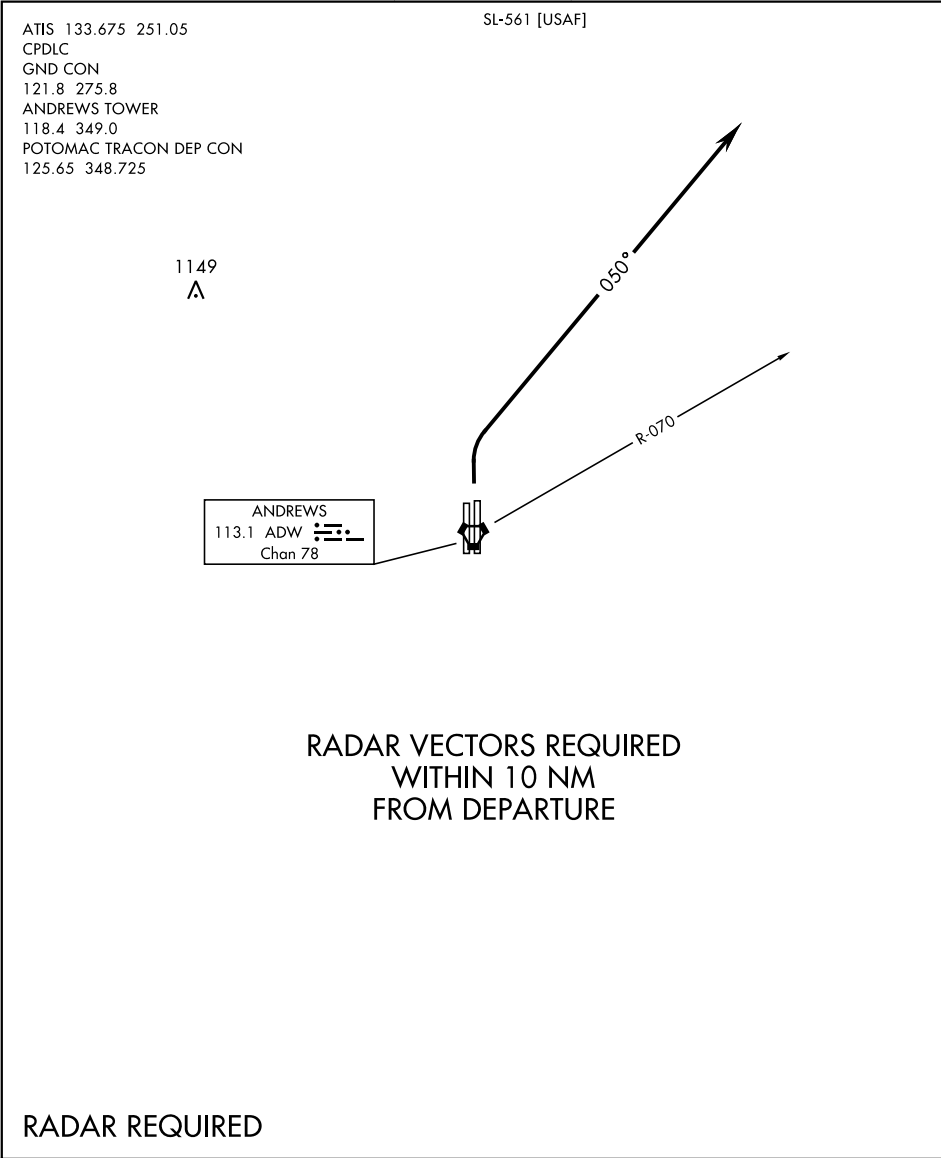 SL-561 [USAF]
ATIS 133.675 251.05
CPDLC
GND CON
121.8 275.8
ANDREWS TOWER
118.4 349.0
POTOMAC TRACON DEP CON
125.65 348.725
1149
050°
R-070
ANDREWS
113.1 ADW
Chan 78
RADAR VECTORS REQUIRED
WITHIN 10 NM
FROM DEPARTURE
RADAR REQUIRED